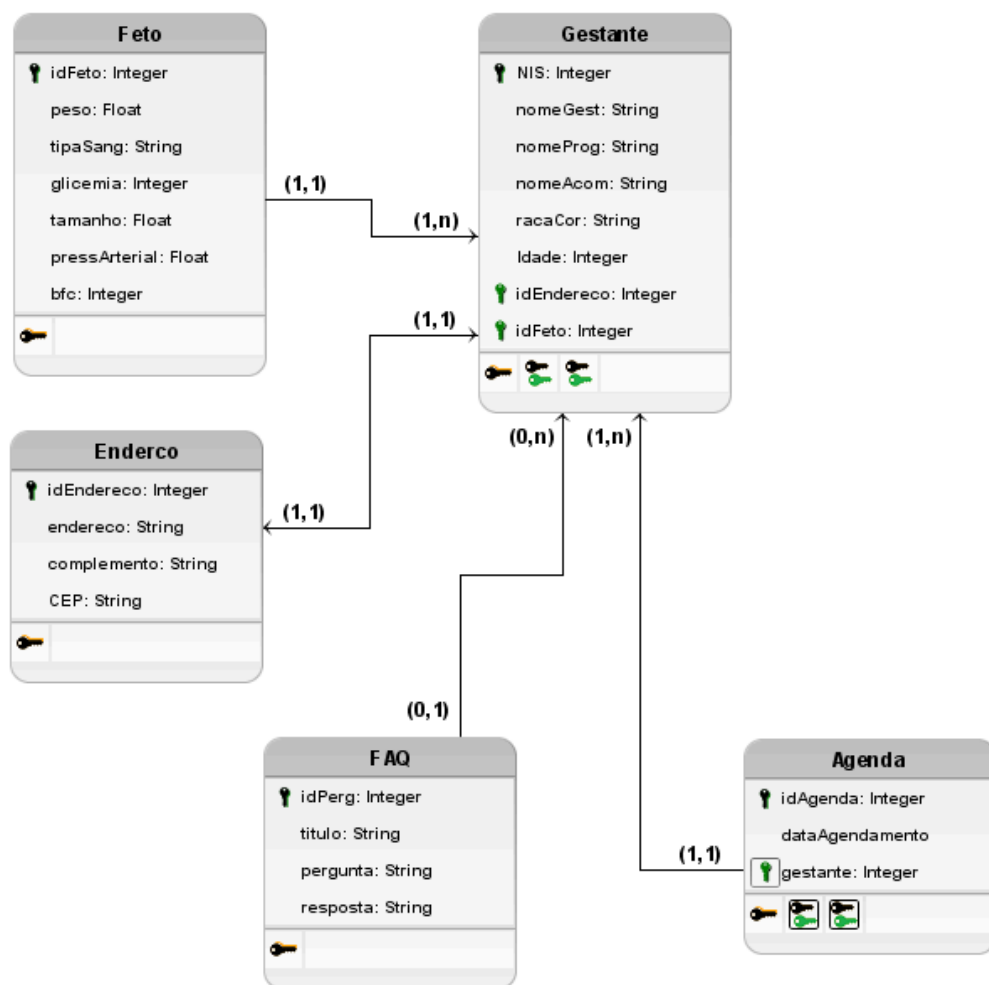 Feto
idFeto: Integer
peso: Float
tipaSang: String
glicemia: Integer
tamanho: Float
pressArterial: Float
bfc: Integer
(1,1)
(1,n)
Gestante
NIS: Integer
nomeGest: String
nomeProg: String
nomeAcom: String
racaCor: String
Idade: Integer
idEndereco: Integer
idFeto: Integer
(1,1)
(1,1)
(0,n)
(1,n)
Enderco
idEndereco: Integer
endereco: String
complemento: String
CEP: String
(0,1)
FAQ
idPerg: Integer
titulo: String
pergunta: String
resposta: String
(1,1)
Agenda
idAgenda: Integer
dataAgendamento
gestante: Integer